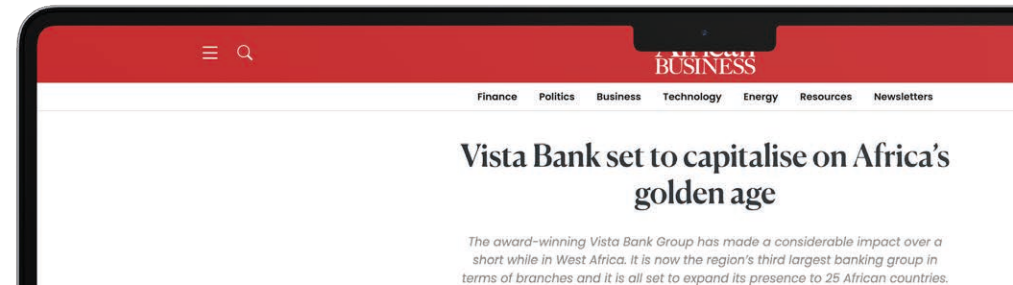 African
BUSINESS
Finance Politics Business Technology Energy Resources Newsletters
Vista Bank set to capitalise on Africa's
golden age
The award-winning Vista Bank Group has made a considerable impact over a
short while in West Africa. It is now the region's third largest banking group in
terms of branches and it is all set to expand its presence to 25 African countries.